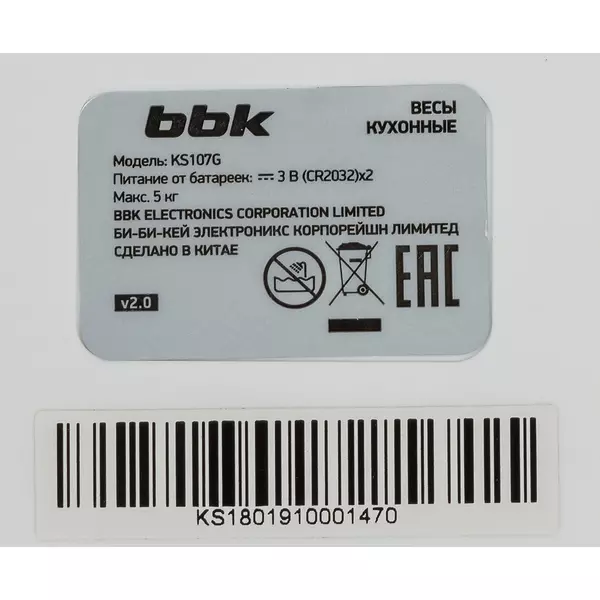 bbk
ВЕСЫ
КУХОННЫЕ
Модель: KS107G
Питание от батареек: ⎓ 3 В (CR2032)x2
Макс. 5 кг
BBK ELECTRONICS CORPORATION LIMITED
БИ-БИ-КЕЙ ЭЛЕКТРОНИКС КОРПОРЕЙШН ЛИМИТЕД
СДЕЛАНО В КИТАЕ
EAC
v2.0
KS1801910001470